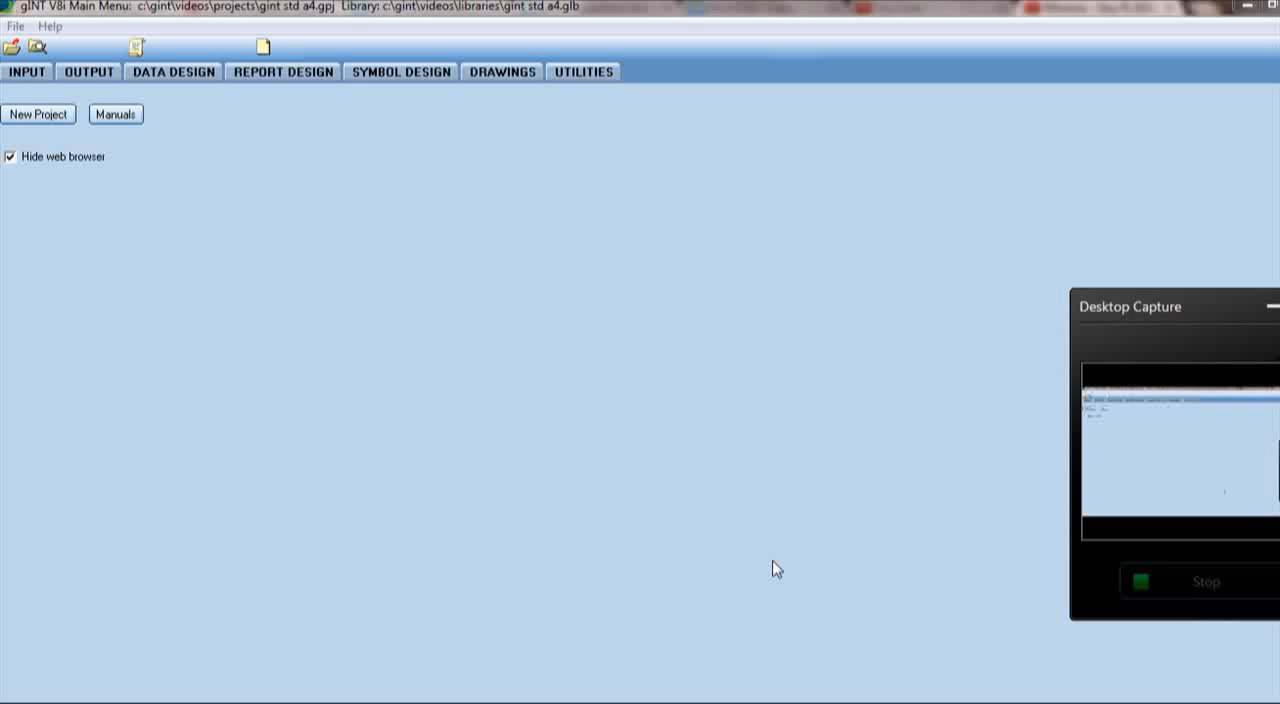 gINT V8i Main Menu: c:\gint\videos\projects\gint std a4.gpj Library: c:\gint\videos\libraries\gint std a4.glb
File Help
INPUT OUTPUT DATA DESIGN REPORT DESIGN SYMBOL DESIGN DRAWINGS UTILITIES
New Project Manuals
Hide web browser
Desktop Capture
Stop